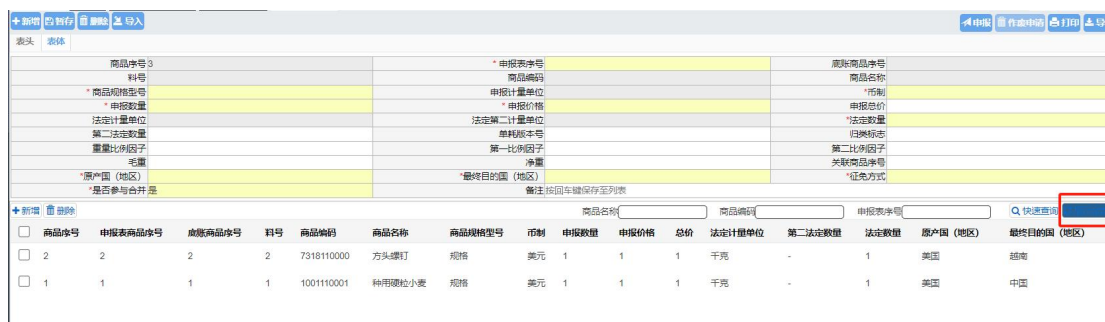 新增 暂存 删除 导入 申报 作废申请 打印 导
表头 表体
商品序号 3 * 申报表序号 底账商品序号
料号 商品编码 商品名称
* 商品规格型号 申报计量单位 *币制
* 申报数量 * 申报价格 申报总价
法定计量单位 法定第二计量单位 *法定数量
第二法定数量 单耗版本号 归类标志
重量比例因子 第一比例因子 第二比例因子
毛重 净重 关联商品序号
*原产国（地区） *最终目的国（地区） *征免方式
*是否参与合并 是 备注 按回车键保存至列表
新增 删除 商品名称 商品编码 申报表序号 快速查询
商品序号 申报表商品序号 底账商品序号 料号 商品编码 商品名称 商品规格型号 币制 申报数量 申报价格 总价 法定计量单位 第二法定数量 法定数量 原产国（地区） 最终目的国（地区）
2 2 2 2 7318110000 方头螺钉 规格 美元 1 1 1 千克 - 1 美国 越南
1 1 1 1 1001110001 种用硬粒小麦 规格 美元 1 1 1 千克 - 1 美国 中国